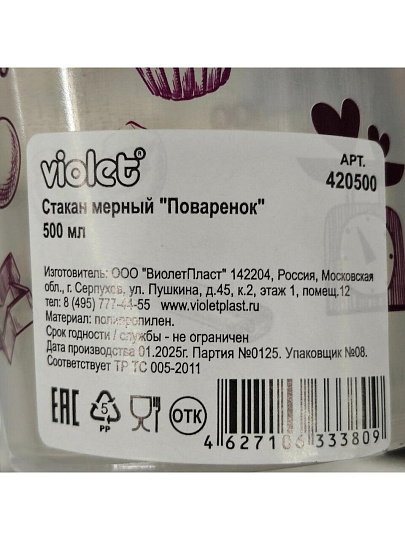 violet®
АРТ.
420500
Стакан мерный "Поваренок"
500 мл
Изготовитель: ООО "ВиолетПласт" 142204, Россия, Московская
обл., г. Серпухов, ул. Пушкина, д.45, к.2, этаж 1, помещ.12
тел: 8 (495) 777-44-55 www.violetplast.ru
Материал: полипропилен.
Срок годности / службы - не ограничен
Дата производства 01.2025г. Партия №0125. Упаковщик №08.
Соответствует ТР ТС 005-2011
EAC
5
PP
ОТК
4 627106 333809